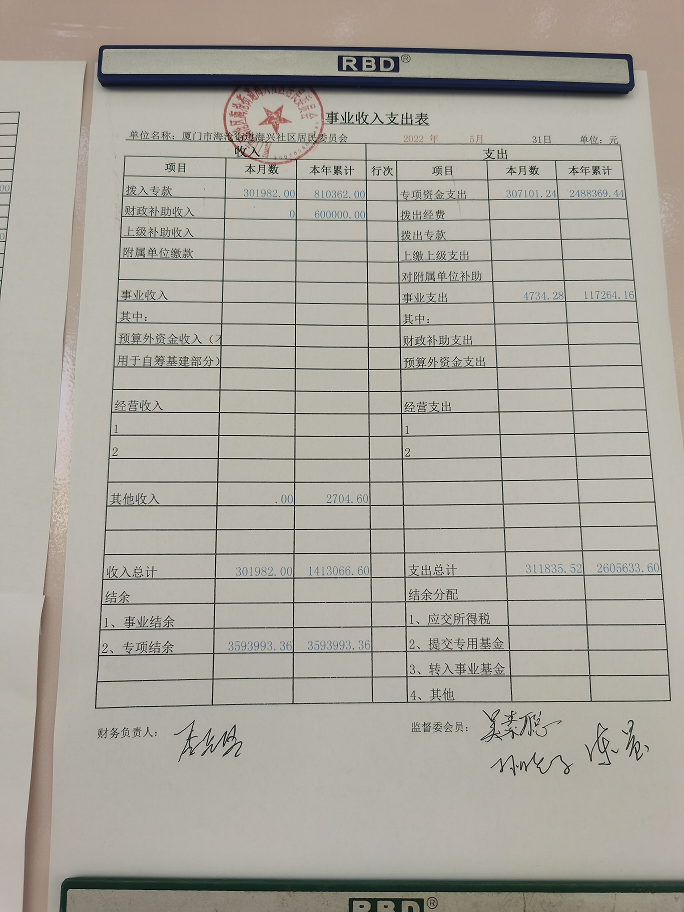 RBD®
事业收入支出表
单位名称：厦门市海沧街道海兴社区居民委员会 2022 年 5月 31日 单位：元
收入 支出
项目 本月数 本年累计 行次 项目 本月数 本年累计
拨入专款 301982.00 810362.00 专项资金支出 307101.24 2488369.44
财政补助收入 0 600000.00 拨出经费
上级补助收入 拨出专款
附属单位缴款 上缴上级支出
对附属单位补助
事业收入 事业支出 4734.28 117264.16
其中： 其中：
预算外资金收入（不 财政补助支出
用于自筹基建部分） 预算外资金支出
经营收入 经营支出
1 1
2 2
其他收入 .00 2704.60
收入总计 301982.00 1413066.60 支出总计 311835.52 2605633.60
结余 结余分配
1、事业结余 1、应交所得税
2、专项结余 3593993.36 3593993.36 2、提交专用基金
3、转入事业基金
4、其他
财务负责人： 监督委会员：
RBD®